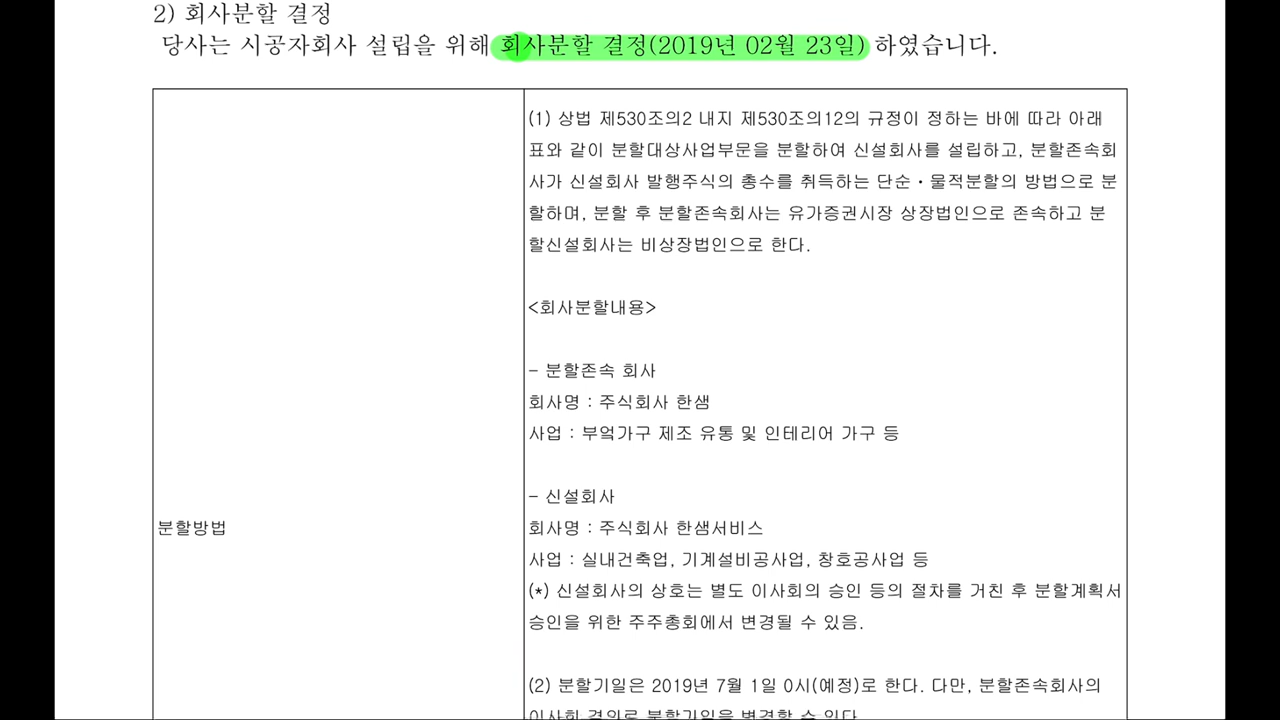 2) 회사분할 결정
당사는 시공자회사 설립을 위해 회사분할 결정(2019년 02월 23일) 하였습니다.
(1) 상법 제530조의2 내지 제530조의12의 규정이 정하는 바에 따라 아래
표와 같이 분할대상사업부문을 분할하여 신설회사를 설립하고, 분할존속회
사가 신설회사 발행주식의 총수를 취득하는 단순·물적분할의 방법으로 분
할하며, 분할 후 분할존속회사는 유가증권시장 상장법인으로 존속하고 분
할신설회사는 비상장법인으로 한다.
<회사분할내용>
- 분할존속 회사
회사명 : 주식회사 한샘
사업 : 부엌가구 제조 유통 및 인테리어 가구 등
- 신설회사
분할방법
회사명 : 주식회사 한샘서비스
사업 : 실내건축업, 기계설비공사업, 창호공사업 등
(*) 신설회사의 상호는 별도 이사회의 승인 등의 절차를 거친 후 분할계획서
승인을 위한 주주총회에서 변경될 수 있음.
(2) 분할기일은 2019년 7월 1일 0시(예정)로 한다. 다만, 분할존속회사의
이사회 결의로 분할기일을 변경할 수 있다